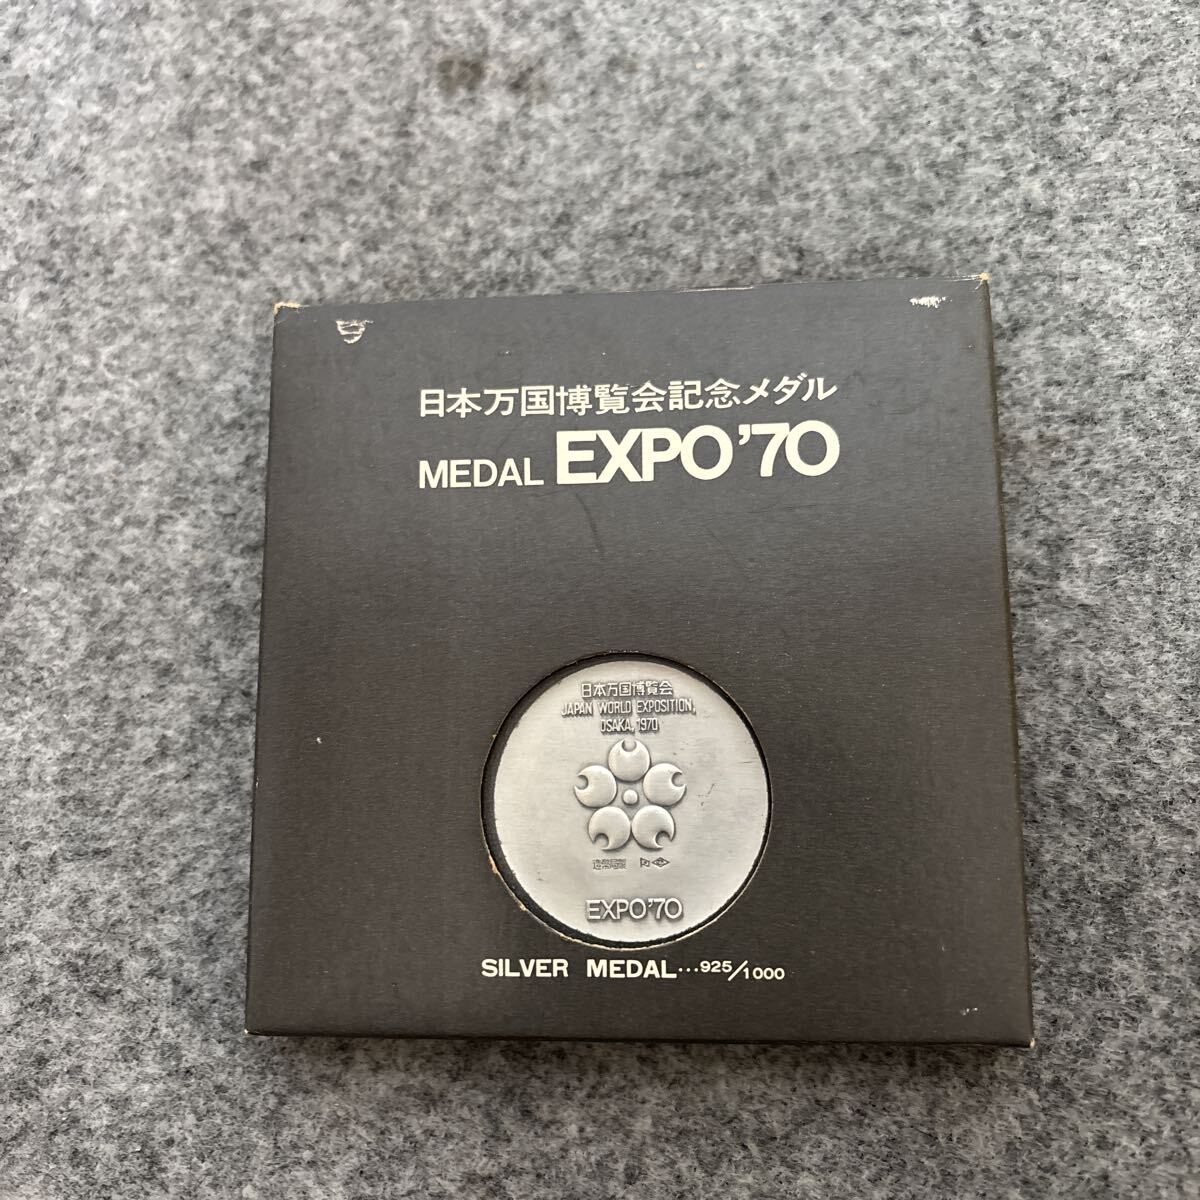 日本万国博覧会記念メダル
MEDAL EXPO'70
日本万国博覧会
JAPAN WORLD EXPOSITION,
OSAKA, 1970
造幣局製
EXPO'70
SILVER MEDAL...925/1000